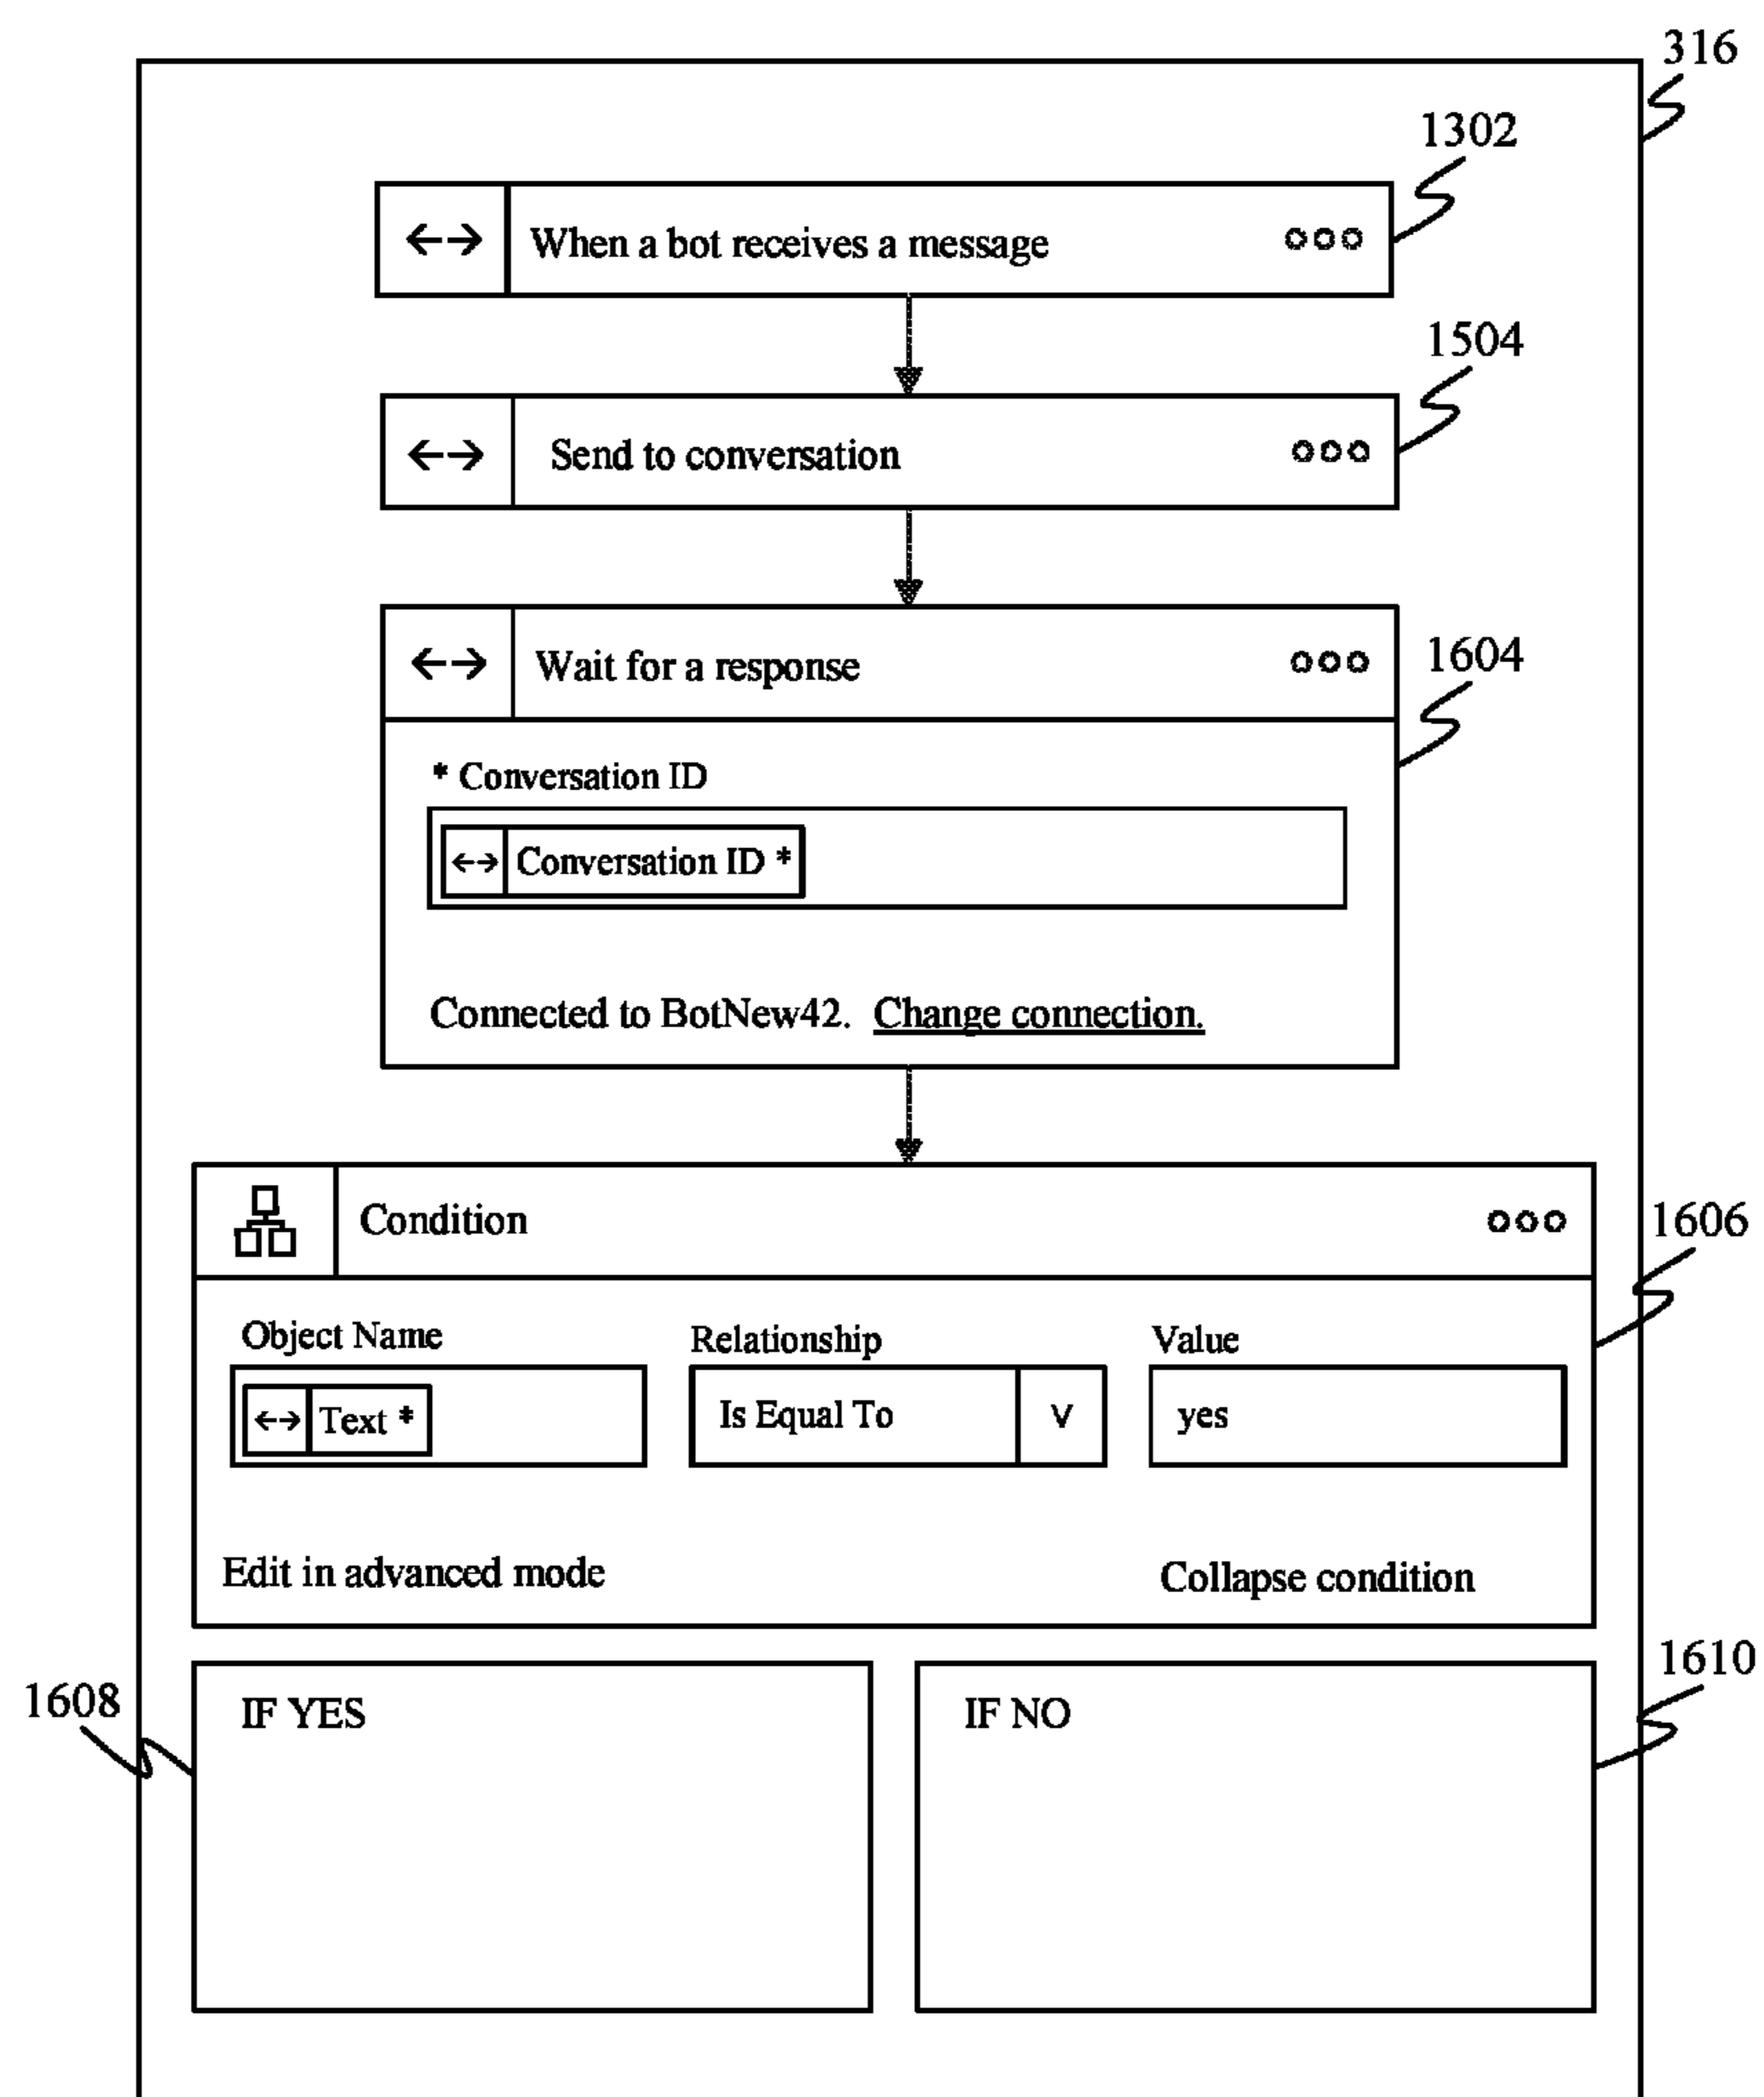 316
1302
When a bot receives a message
1504
Send to conversation
Wait for a response
1604
* Conversation ID
Conversation ID *
Connected to BotNew42. Change connection.
Condition
1606
Object Name Relationship Value
Text * Is Equal To V yes
Edit in advanced mode Collapse condition
1608
IF YES
IF NO
1610